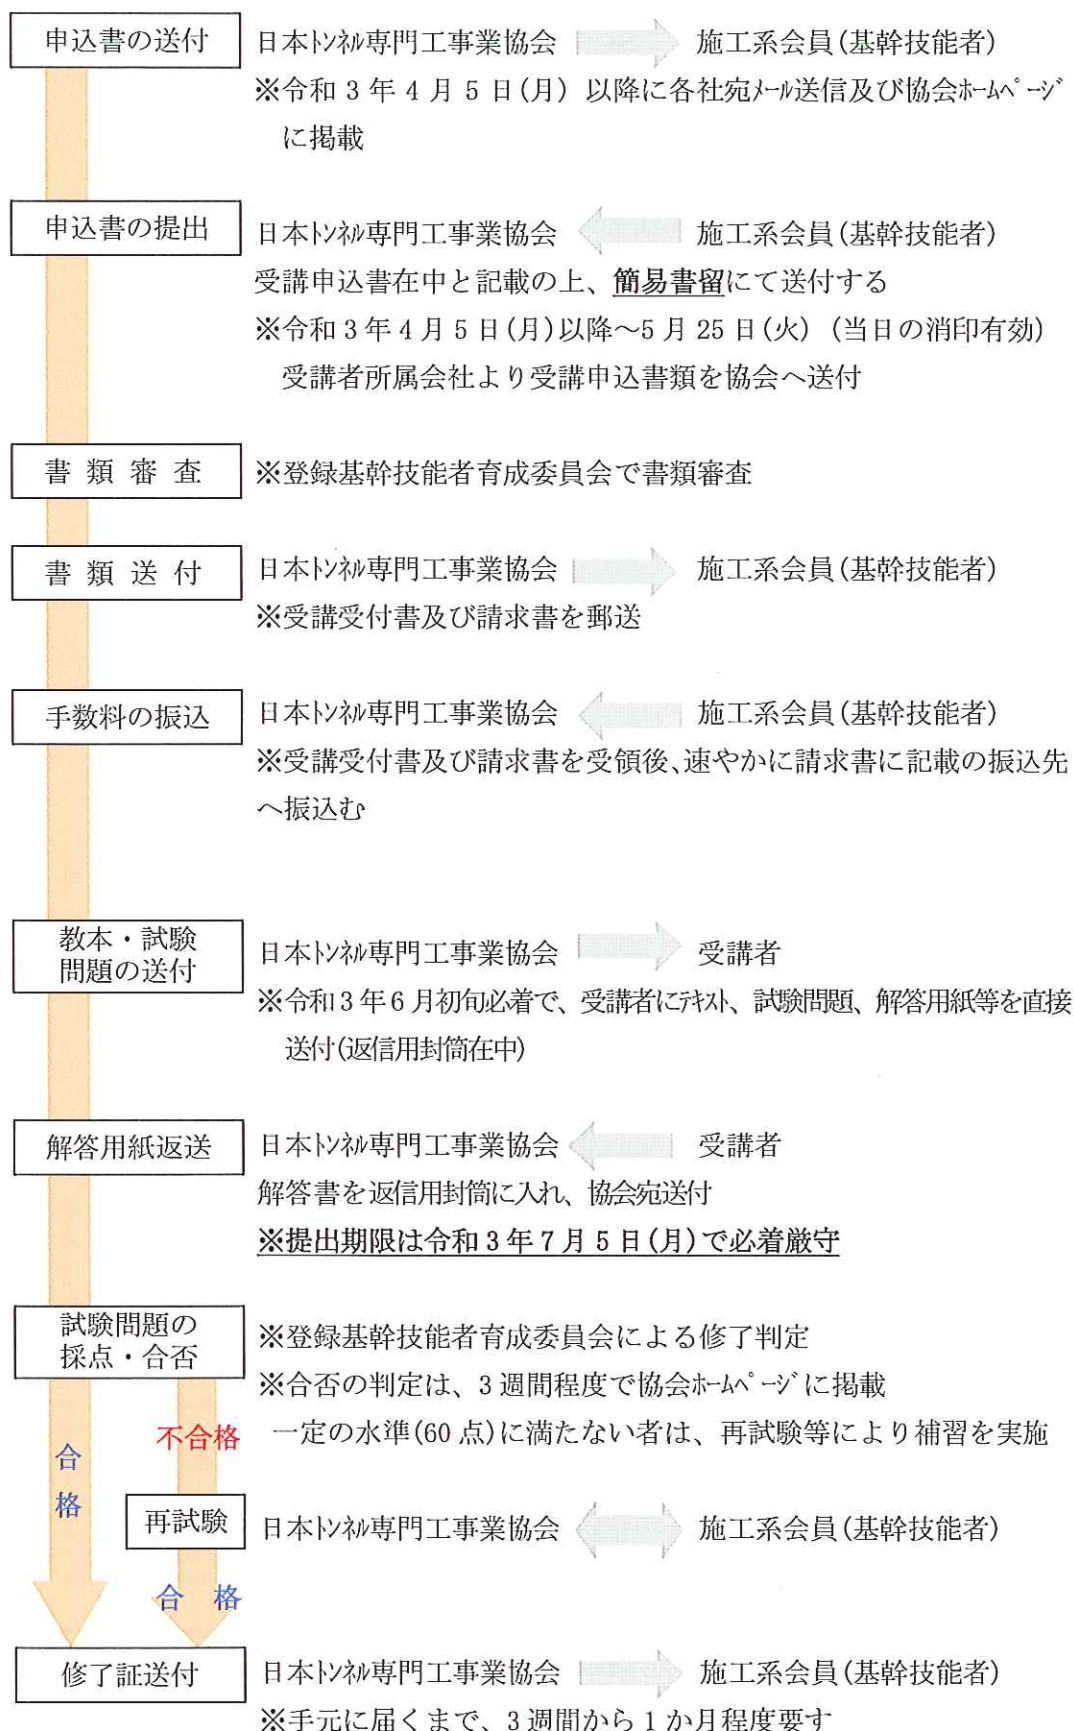 申込書の送付 日本トンネル専門工事業協会 施工系会員(基幹技能者)
※令和3年4月5日(月)以降に各社宛メール送信及び協会ホームページ
に掲載
申込書の提出 日本トンネル専門工事業協会 施工系会員(基幹技能者)
受講申込書在中と記載の上、簡易書留にて送付する
※令和3年4月5日(月)以降~5月25日(火)(当日の消印有効)
受講者所属会社より受講申込書類を協会へ送付
書類審査 ※登録基幹技能者育成委員会で書類審査
書類送付 日本トンネル専門工事業協会 施工系会員(基幹技能者)
※受講受付書及び請求書を郵送
手数料の振込 日本トンネル専門工事業協会 施工系会員(基幹技能者)
※受講受付書及び請求書を受領後、速やかに請求書に記載の振込先
へ振込む
教本・試験
問題の送付 日本トンネル専門工事業協会 受講者
※令和3年6月初旬必着で、受講者にテキスト、試験問題、解答用紙等を直接
送付(返信用封筒在中)
解答用紙返送 日本トンネル専門工事業協会 受講者
解答書を返信用封筒に入れ、協会宛送付
※提出期限は令和3年7月5日(月)で必着厳守
試験問題の
採点・合否 ※登録基幹技能者育成委員会による修了判定
※合否の判定は、3週間程度で協会ホームページに掲載
不合格 一定の水準(60点)に満たない者は、再試験等により補習を実施
合格
再試験 日本トンネル専門工事業協会 施工系会員(基幹技能者)
合格
修了証送付 日本トンネル専門工事業協会 施工系会員(基幹技能者)
※手元に届くまで、3週間から1か月程度要す